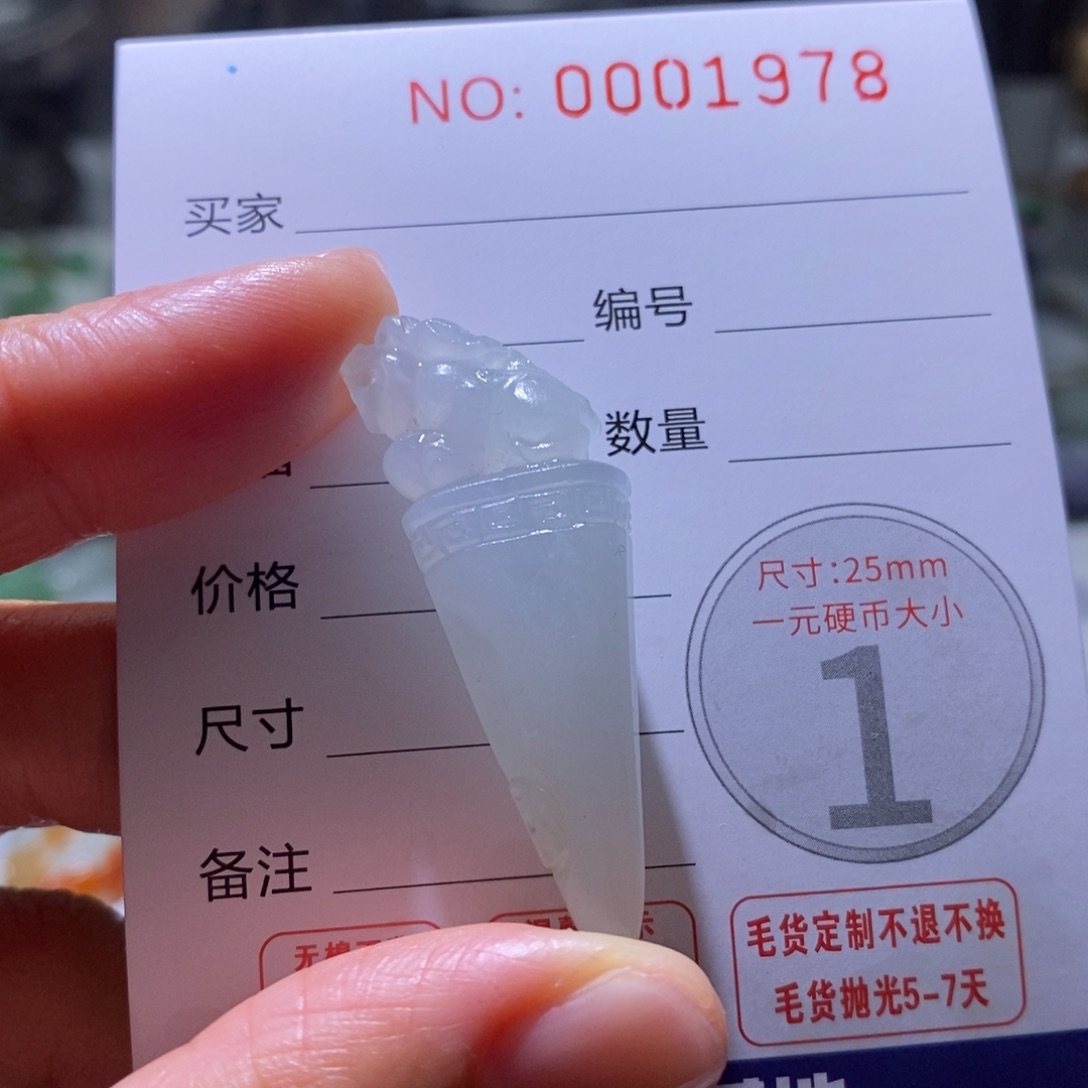 NO: 0001978
买家
编号
数量
价格
尺寸
尺寸:25mm
一元硬币大小
1
备注
毛货定制不退不换
毛货抛光5-7天